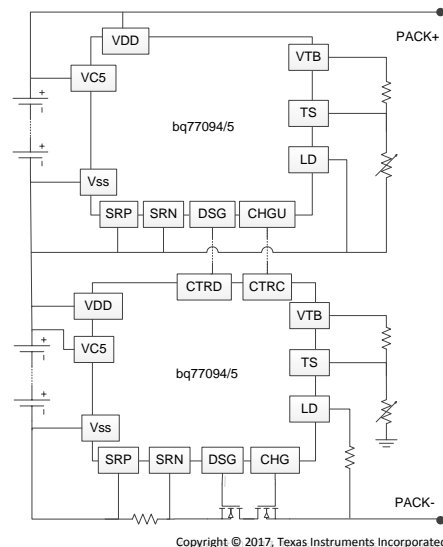 PACK+
VDD
VTB
VC5
+
-
TS
bq77094/5
LD
+
-
Vss
SRP SRN DSG CHGU
CTRD CTRC
VDD
VTB
VC5
+
-
TS
bq77094/5
LD
+
-
Vss
SRP SRN DSG CHG
PACK-
Copyright © 2017, Texas Instruments Incorporated